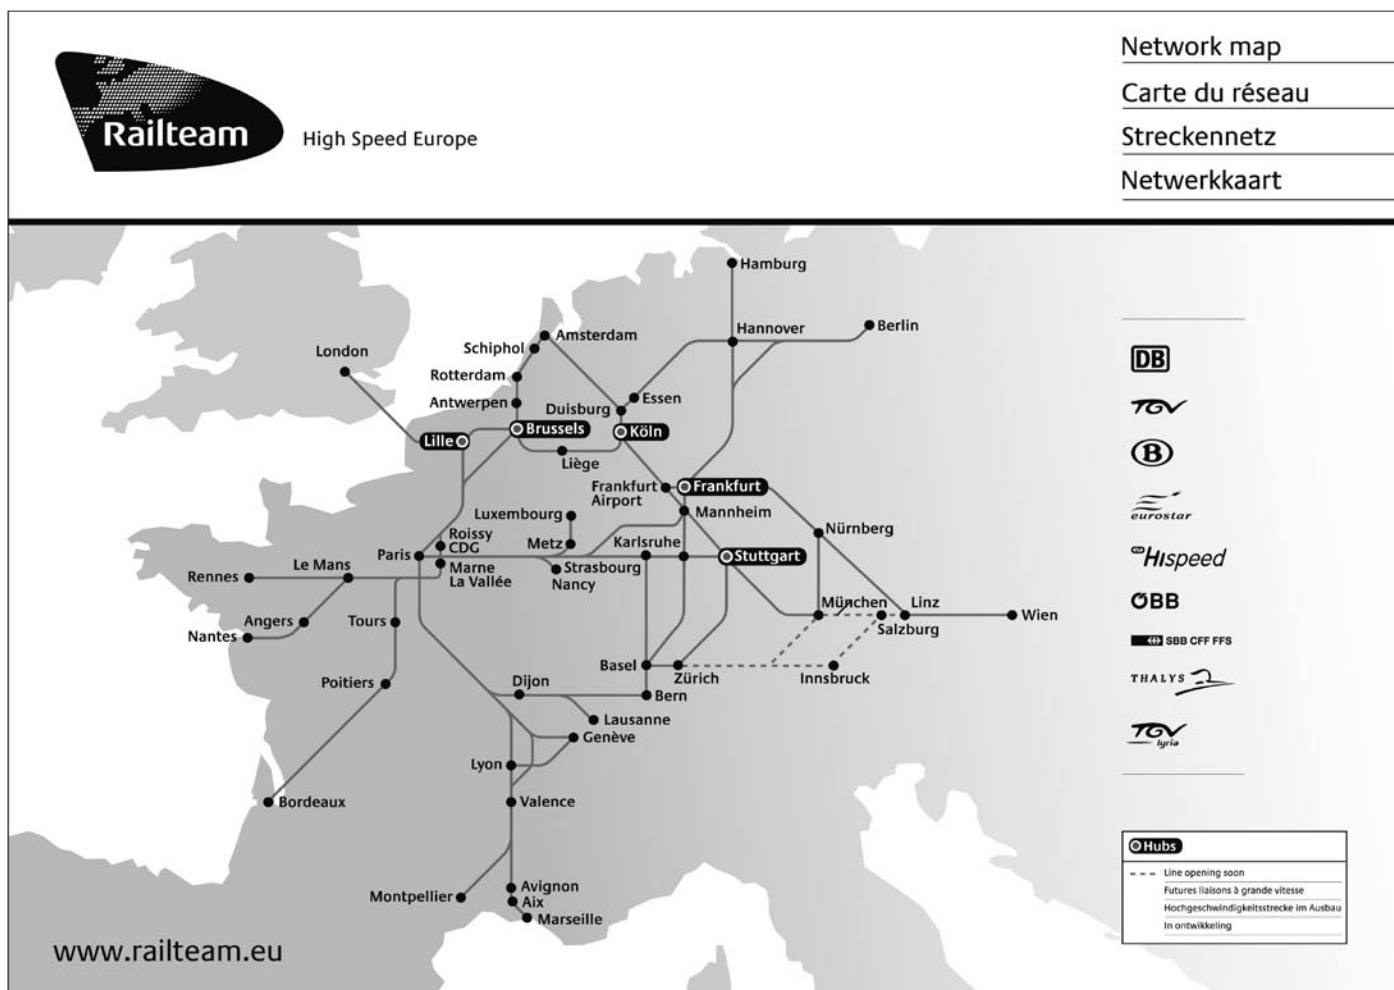 Railteam
High Speed Europe
Network map
Carte du réseau
Streckennetz
Netwerkkaart
Hamburg
Hannover
Berlin
Amsterdam
Schiphol
London
Rotterdam
Antwerpen
Essen
Duisburg
Brussels
Köln
Lille
Liège
Frankfurt
Airport
Frankfurt
Luxembourg
Mannheim
Nürnberg
Roissy
CDG
Paris
Metz
Karlsruhe
Stuttgart
Strasbourg
Nancy
Marne
La Vallée
Le Mans
Rennes
Angers
Nantes
Tours
München
Linz
Salzburg
Wien
Basel
Zürich
Innsbruck
Poitiers
Dijon
Bern
Lausanne
Genève
Lyon
Bordeaux
Valence
Montpellier
Avignon
Aix
Marseille
DB
TGV
B
eurostar
Hispeed
ÖBB
SBB CFF FFS
THALYS
TGV
lyria
Hubs
Line opening soon
Futures liaisons à grande vitesse
Hochgeschwindigkeitsstrecke im Ausbau
In ontwikkeling
www.railteam.eu